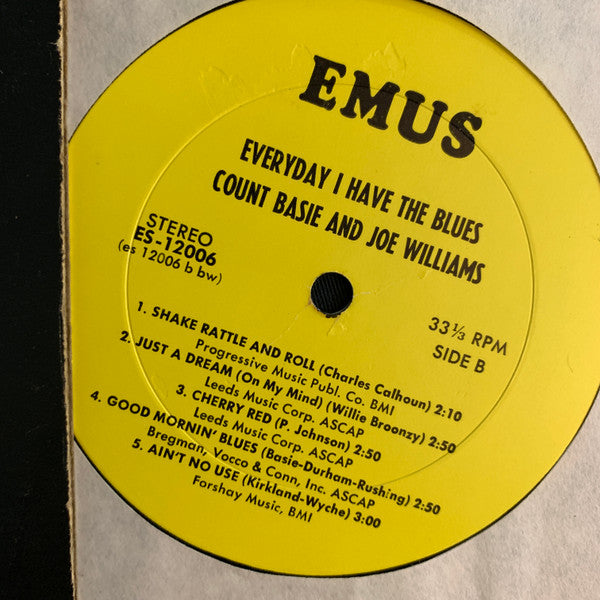 EMUS
EVERYDAY I HAVE THE BLUES
COUNT BASIE AND JOE WILLIAMS
STEREO
ES-12006
(es 12006 b bw)
33⅓ RPM
SIDE B
1. SHAKE RATTLE AND ROLL (Charles Calhoun) 2:10
Progressive Music Publ. Co. BMI
2. JUST A DREAM (On My Mind) (Willie Broonzy) 2:50
Leeds Music Corp. ASCAP
3. CHERRY RED (P. Johnson) 2:50
Leeds Music Corp. ASCAP
4. GOOD MORNIN' BLUES (Basie-Durham-Rushing) 2:50
Bregman, Vocco & Conn, Inc. ASCAP
5. AIN'T NO USE (Kirkland-Wyche) 3:00
Forshay Music, BMI